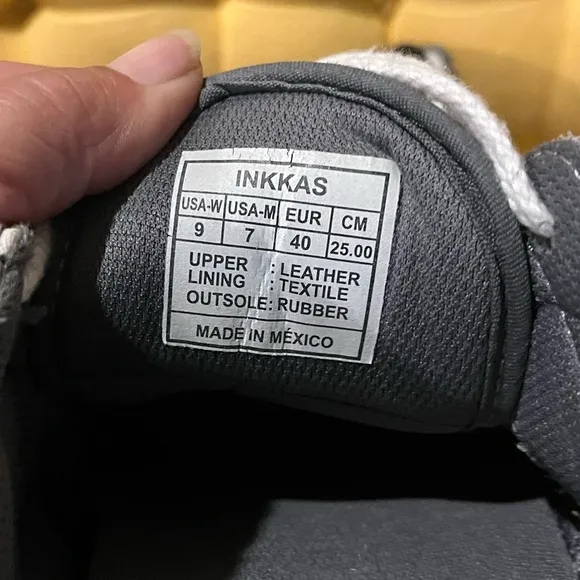 INKKAS
USA-W USA-M EUR CM
9 7 40 25.00
UPPER : LEATHER
LINING : TEXTILE
OUTSOLE: RUBBER
MADE IN MÉXICO